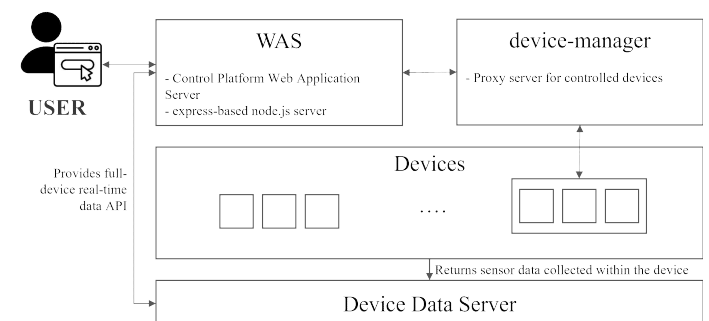 WAS
- Control Platform Web Application
Server
- express-based node.js server
device-manager
- Proxy server for controlled devices
USER
Provides full-
device real-time
data API
Devices
....
Returns sensor data collected within the device
Device Data Server